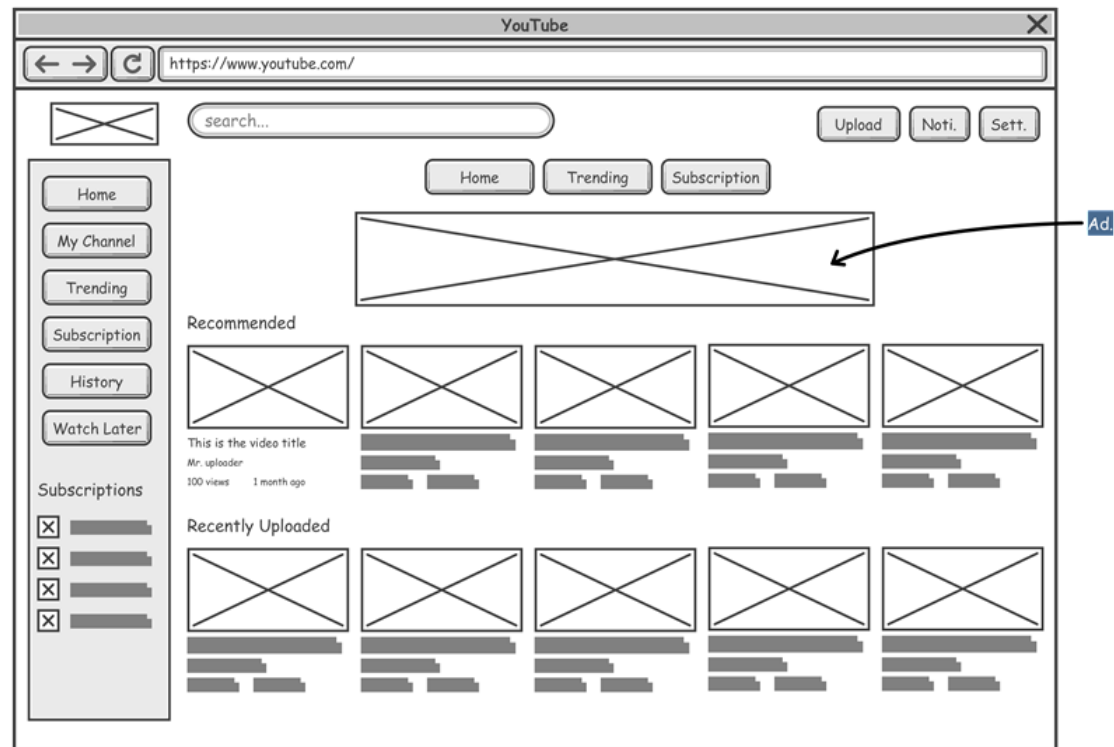 YouTube
https://www.youtube.com/
search...
Upload
Noti.
Sett.
Home
Trending
Subscription
Ad.
Home
My Channel
Trending
Subscription
History
Watch Later
Subscriptions
Recommended
This is the video title
Mr. uploader
100 views 1 month ago
Recently Uploaded